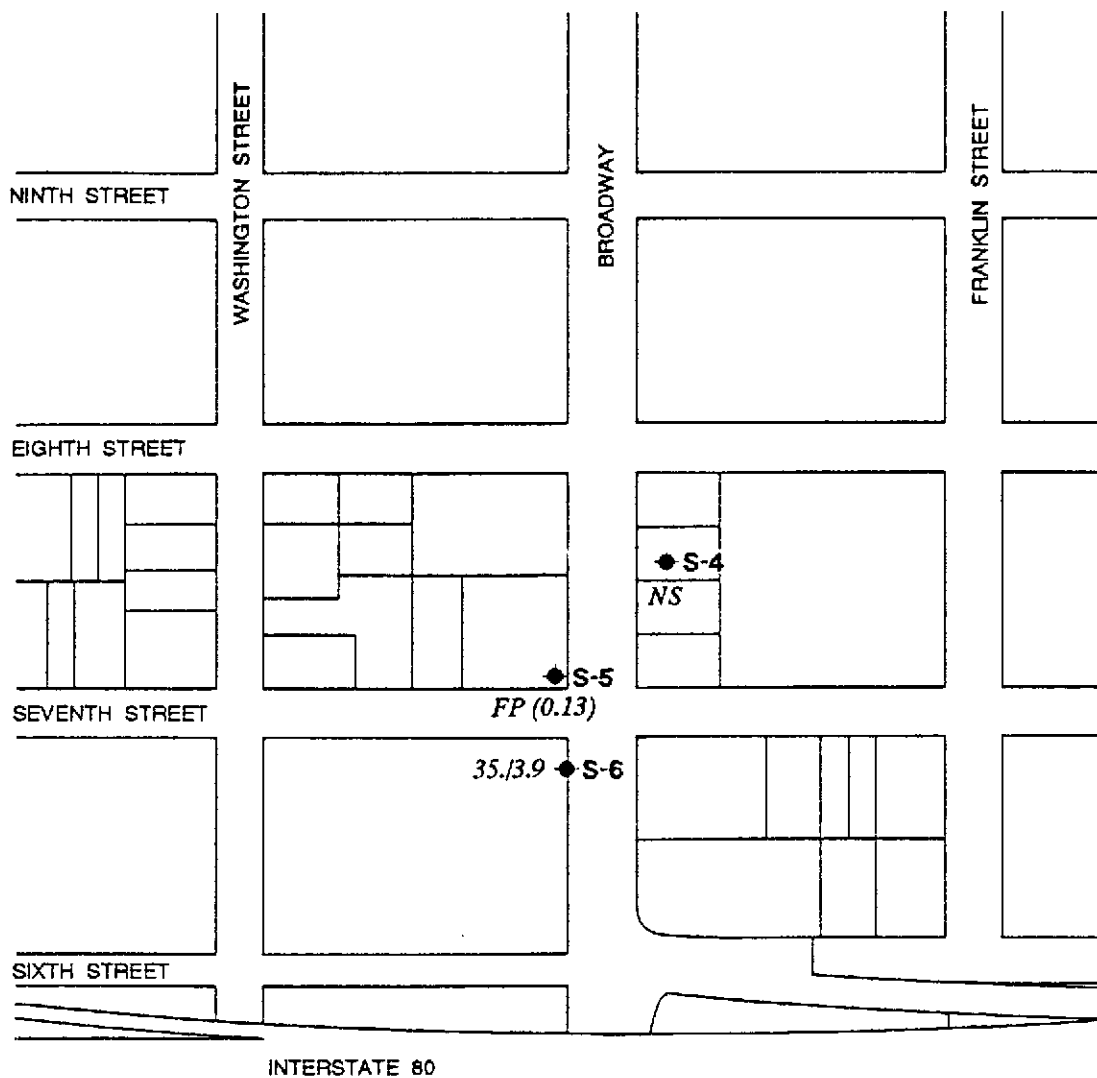 WASHINGTON STREET
BROADWAY
FRANKLIN STREET
NINTH STREET
EIGHTH STREET
S-4
NS
S-5
FP (0.13)
SEVENTH STREET
35./3.9
S-6
SIXTH STREET
INTERSTATE 80